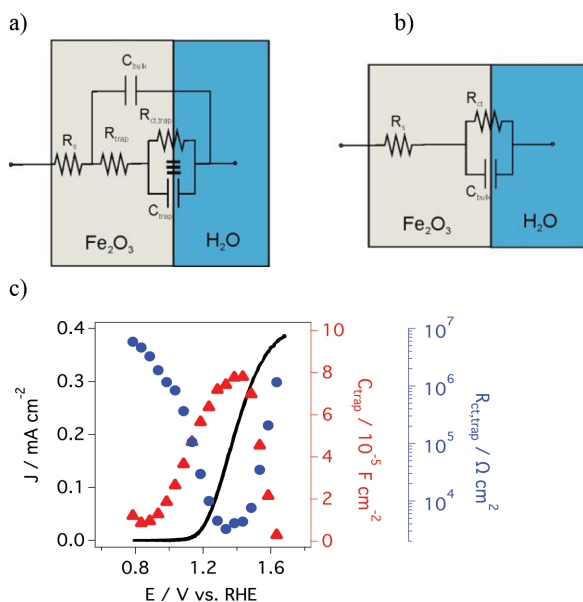 a)
b)
C_bulk
R_ct,trap
R_s
R_trap
C_trap
Fe₂O₃
H₂O
R_ct
R_s
C_bulk
Fe₂O₃
H₂O
c)
0.4
0.3
0.2
0.1
0.0
J / mA cm⁻²
0.8
1.2
1.6
E / V vs. RHE
10
8
6
4
2
0
C_trap / 10⁻⁵ F cm⁻²
10⁷
10⁶
10⁵
10⁴
R_ct,trap / Ω cm²